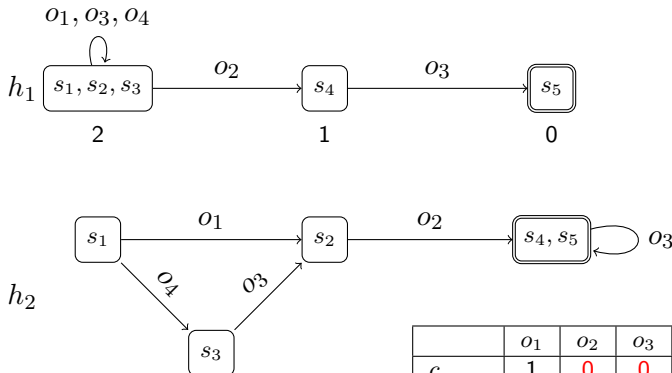 o₁, o₃, o₄
h₁ s₁, s₂, s₃ o₂ s₄ o₃ s₅
2 1 0
s₁ o₁ s₂ o₂ s₄, s₅ o₃
h₂ o₄ o₃
s₃
o₁ o₂ o₃
1 0 0